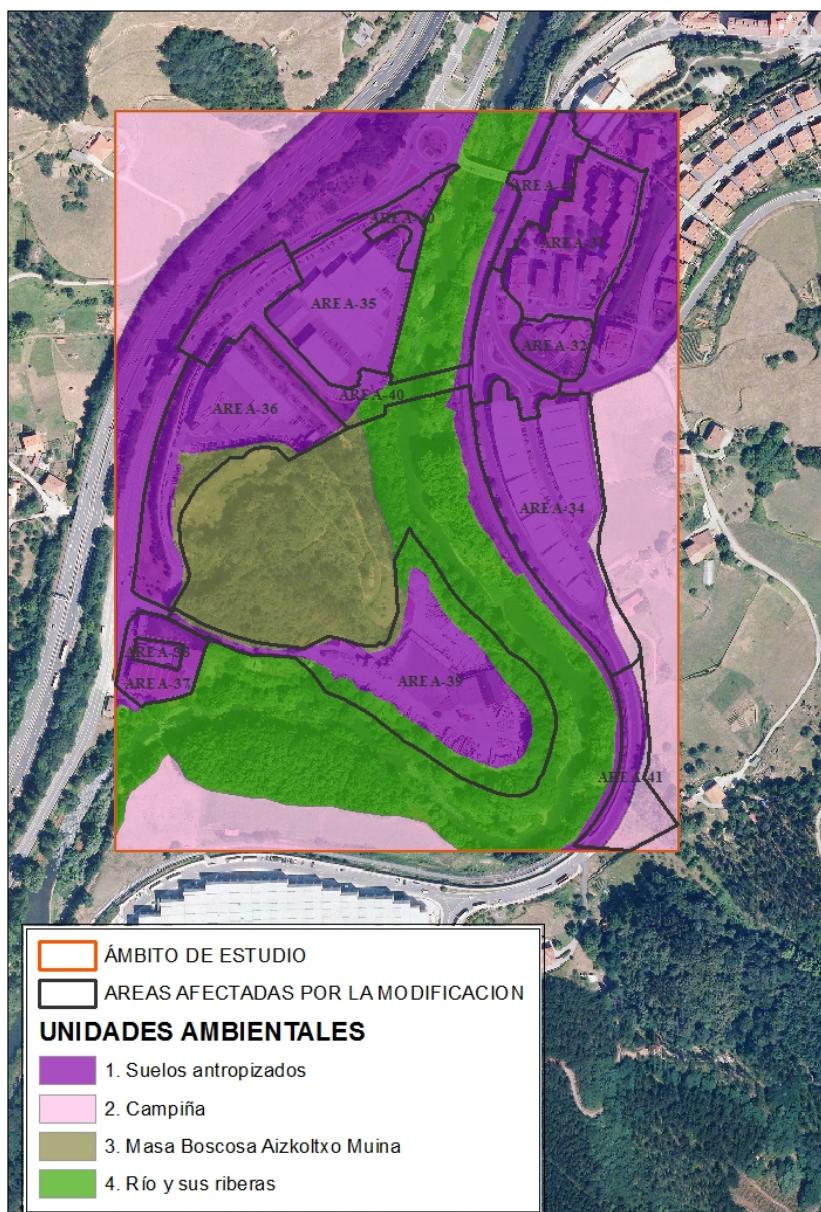 AREA-40
AREA-35
AREA-32
AREA-40
AREA-36
AREA-34
AREA-38
AREA-37
AREA-39
AREA-41
ÁMBITO DE ESTUDIO
AREAS AFECTADAS POR LA MODIFICACION
UNIDADES AMBIENTALES
1. Suelos antropizados
2. Campiña
3. Masa Boscosa Aizkoltxo Muina
4. Río y sus riberas